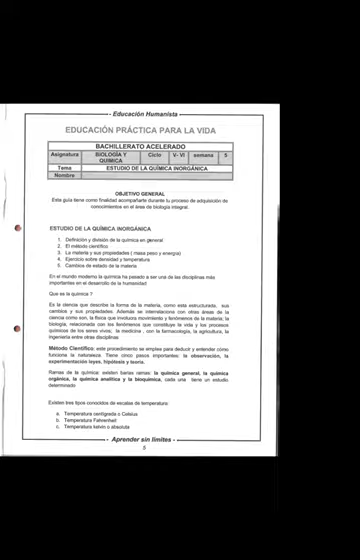 - Educación Humanista -
EDUCACIÓN PRÁCTICA PARA LA VIDA
BACHILLERATO ACELERADO
Asignatura BIOLOGÍA Y QUIMICA Ciclo V- VI semana 5
Tema ESTUDIO DE LA QUÍMICA INORGÁNICA
Nombre
OBJETIVO GENERAL
Esta guía tiene como finalidad acompañarte durante tu proceso de adquisición de
conocimientos en el área de biología integral.
ESTUDIO DE LA QUÍMICA INORGÁNICA
1. Definición y división de la química en general
2. El método científico
3. La materia y sus propiedades ( masa peso y energía)
4. Ejercicio sobre densidad y temperatura
5. Cambios de estado de la materia
En el mundo moderno la química ha pasado a ser una de las disciplinas más
importantes en el desarrollo de la humanidad
Que es la química ?
Es la ciencia que describe la forma de la materia, como esta estructurada, sus
cambios y sus propiedades. Además se interrelaciona con otras áreas de la
ciencia como son, la física que involucra movimiento y fenómenos de la materia; la
biología, relacionada con los fenómenos que constituye la vida y los procesos
químicos de los seres vivos; la medicina , con la farmacología, la agricultura, la
ingeniería entre otras disciplinas
Método Científico: este procedimiento se emplea para deducir y entender cómo
funciona la naturaleza. Tiene cinco pasos importantes: la observación, la
experimentación leyes, hipótesis y teoría.
Ramas de la química: existen varias ramas: la química general, la química
orgánica, la química analítica y la bioquímica, cada una tiene un estudio
determinado
Existen tres tipos conocidos de escalas de temperatura:
a. Temperatura centígrada o Celsius
b. Temperatura Fahrenheit
c. Temperatura kelvin o absoluta
- Aprender sin límites -
5